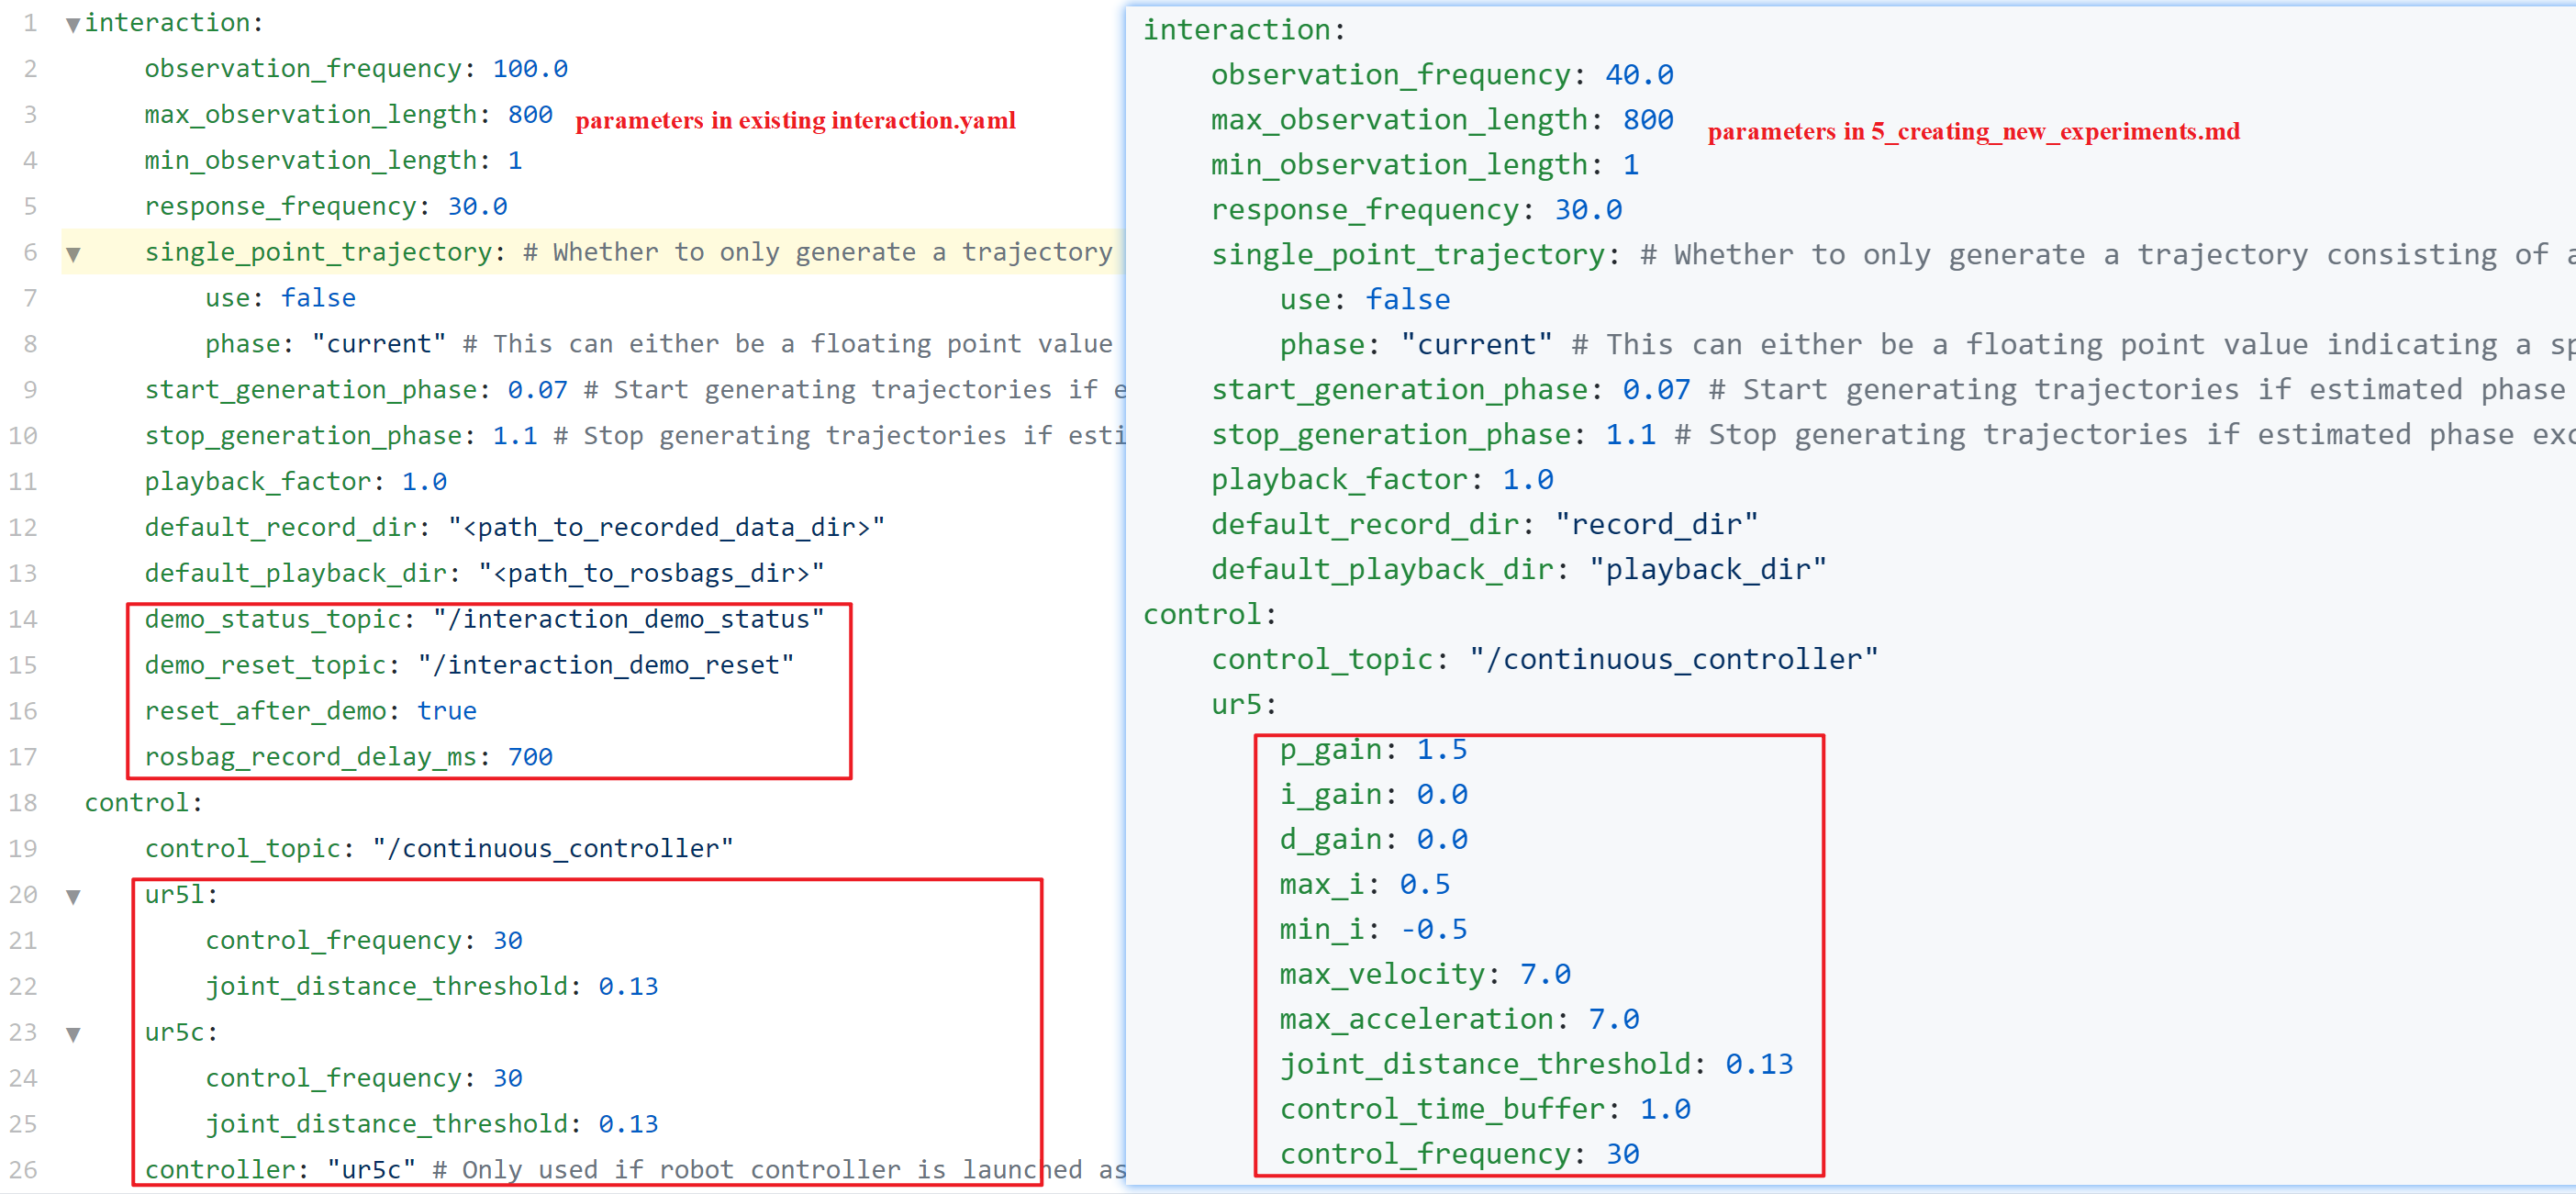 1 ▼interaction:
2 observation_frequency: 100.0
3 max_observation_length: 800 parameters in existing interaction.yaml
4 min_observation_length: 1
5 response_frequency: 30.0
6 ▼ single_point_trajectory: # Whether to only generate a trajectory
7 use: false
8 phase: "current" # This can either be a floating point value
9 start_generation_phase: 0.07 # Start generating trajectories if e
10 stop_generation_phase: 1.1 # Stop generating trajectories if esti
11 playback_factor: 1.0
12 default_record_dir: "<path_to_recorded_data_dir>"
13 default_playback_dir: "<path_to_rosbags_dir>"
14 demo_status_topic: "/interaction_demo_status"
15 demo_reset_topic: "/interaction_demo_reset"
16 reset_after_demo: true
17 rosbag_record_delay_ms: 700
18 control:
19 control_topic: "/continuous_controller"
20 ▼ ur5l:
21 control_frequency: 30
22 joint_distance_threshold: 0.13
23 ▼ ur5c:
24 control_frequency: 30
25 joint_distance_threshold: 0.13
26 controller: "ur5c" # Only used if robot controller is launched as
interaction:
observation_frequency: 40.0
max_observation_length: 800 parameters in 5_creating_new_experiments.md
min_observation_length: 1
response_frequency: 30.0
single_point_trajectory: # Whether to only generate a trajectory consisting of a
use: false
phase: "current" # This can either be a floating point value indicating a sp
start_generation_phase: 0.07 # Start generating trajectories if estimated phase
stop_generation_phase: 1.1 # Stop generating trajectories if estimated phase exc
playback_factor: 1.0
default_record_dir: "record_dir"
default_playback_dir: "playback_dir"
control:
control_topic: "/continuous_controller"
ur5:
p_gain: 1.5
i_gain: 0.0
d_gain: 0.0
max_i: 0.5
min_i: -0.5
max_velocity: 7.0
max_acceleration: 7.0
joint_distance_threshold: 0.13
control_time_buffer: 1.0
control_frequency: 30